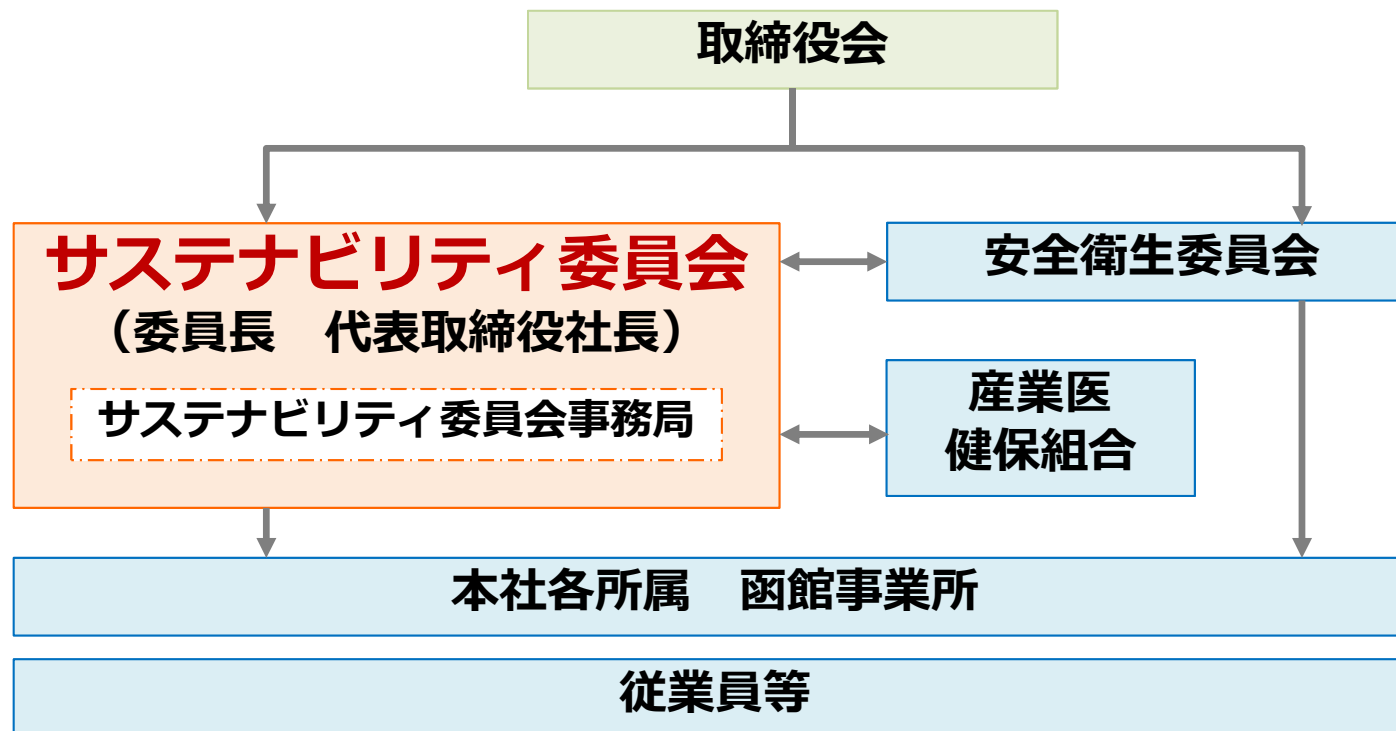 取締役会
サステナビリティ委員会
（委員長　代表取締役社長）
サステナビリティ委員会事務局
安全衛生委員会
産業医
健保組合
本社各所属　函館事業所
従業員等